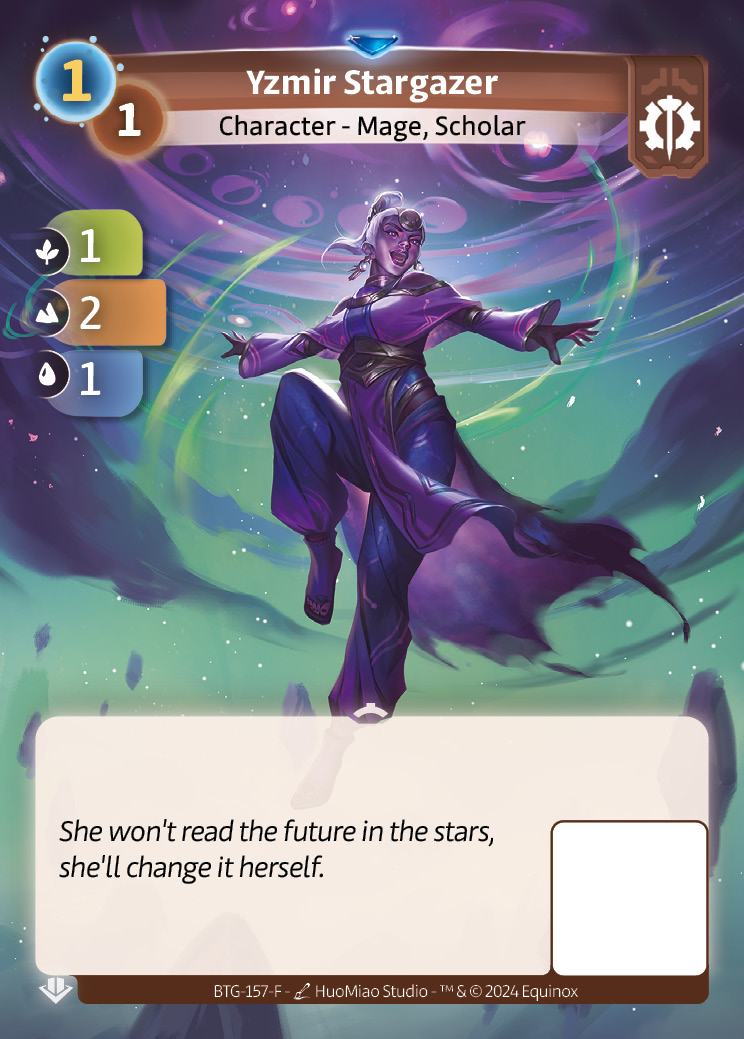 1
Yzmir Stargazer
1
Character - Mage, Scholar
1
2
1
She won't read the future in the stars,
she'll change it herself.
BTG-157-F - HuoMiao Studio - ™ & © 2024 Equinox